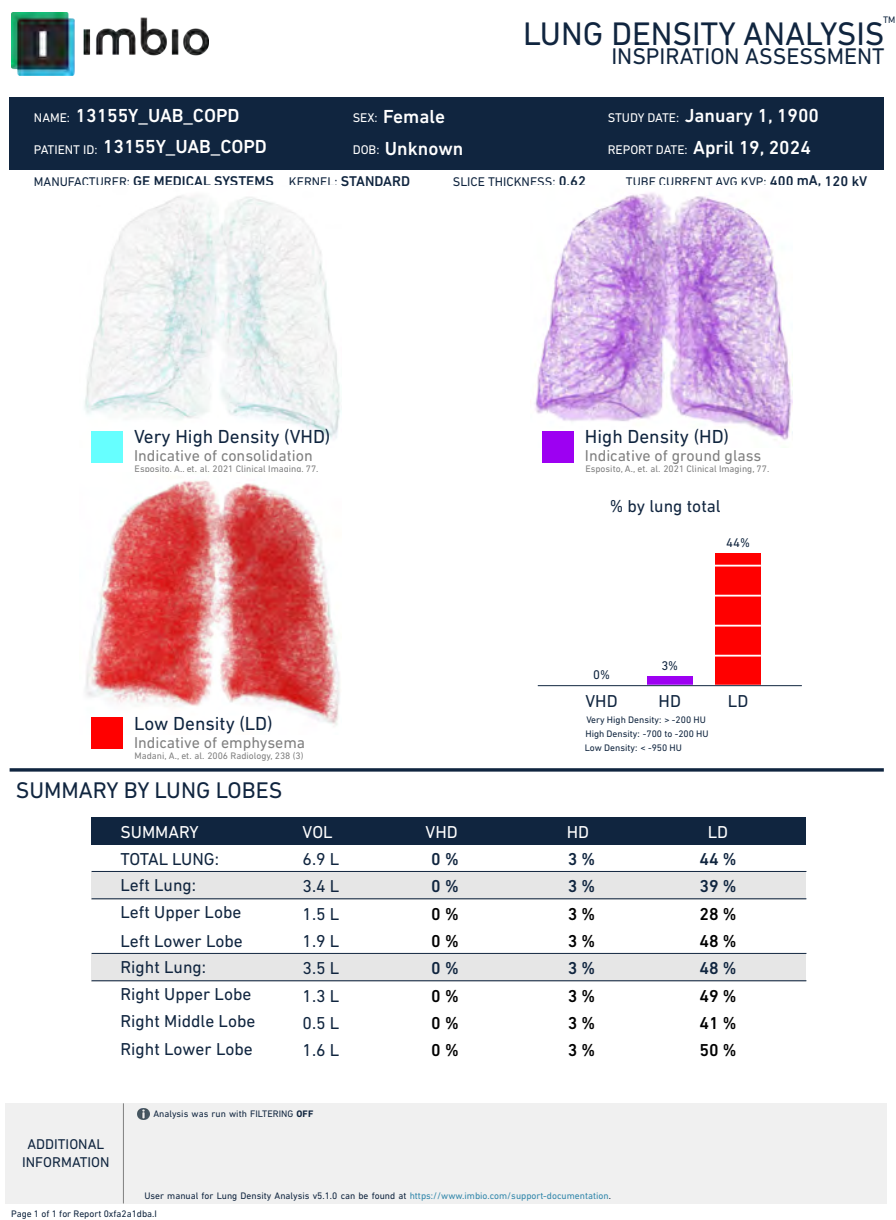 imbio
LUNG DENSITY ANALYSIS™
INSPIRATION ASSESSMENT
NAME: 13155Y_UAB_COPD SEX: Female STUDY DATE: January 1, 1900
PATIENT ID: 13155Y_UAB_COPD DOB: Unknown REPORT DATE: April 19, 2024
MANUFACTURER: GE MEDICAL SYSTEMS KERNEL: STANDARD SLICE THICKNESS: 0.62 TUBE CURRENT AVG KVP: 400 mA, 120 kV
Very High Density (VHD)
Indicative of consolidation
Esposito, A., et. al. 2021 Clinical Imaging, 77.
High Density (HD)
Indicative of ground glass
Esposito, A., et. al. 2021 Clinical Imaging, 77.
Low Density (LD)
Indicative of emphysema
Madani, A., et. al. 2006 Radiology, 238 (3)
% by lung total
44%
3%
0%
VHD HD LD
Very High Density: > -200 HU
High Density: -700 to -200 HU
Low Density: < -950 HU
SUMMARY BY LUNG LOBES
SUMMARY VOL VHD HD LD
TOTAL LUNG: 6.9 L 0 % 3 % 44 %
Left Lung: 3.4 L 0 % 3 % 39 %
Left Upper Lobe 1.5 L 0 % 3 % 28 %
Left Lower Lobe 1.9 L 0 % 3 % 48 %
Right Lung: 3.5 L 0 % 3 % 48 %
Right Upper Lobe 1.3 L 0 % 3 % 49 %
Right Middle Lobe 0.5 L 0 % 3 % 41 %
Right Lower Lobe 1.6 L 0 % 3 % 50 %
ADDITIONAL
INFORMATION
Analysis was run with FILTERING OFF
User manual for Lung Density Analysis v5.1.0 can be found at https://www.imbio.com/support-documentation.
Page 1 of 1 for Report 0xfa2a1dba.I